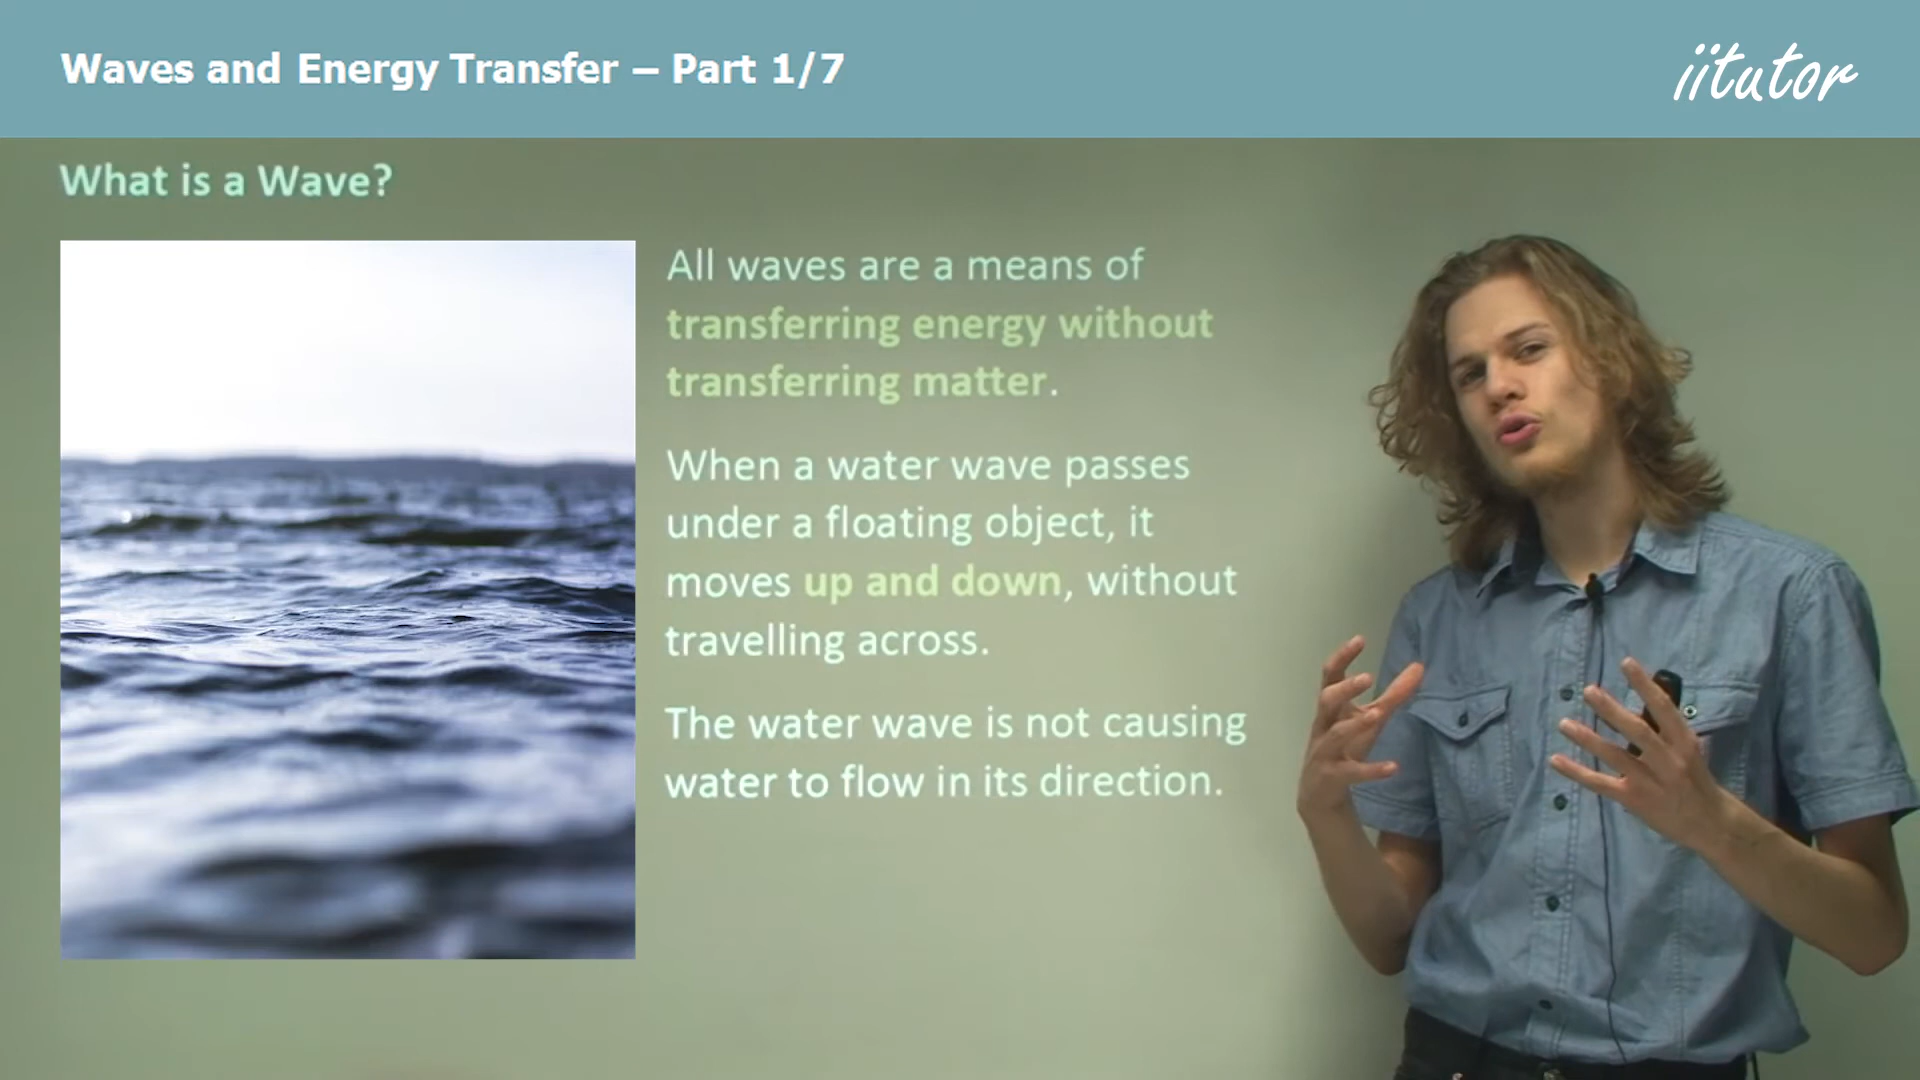 Waves and Energy Transfer – Part 1/7
iitutor
What is a Wave?
All waves are a means of
transferring energy without
transferring matter.
When a water wave passes
under a floating object, it
moves up and down, without
travelling across.
The water wave is not causing
water to flow in its direction.